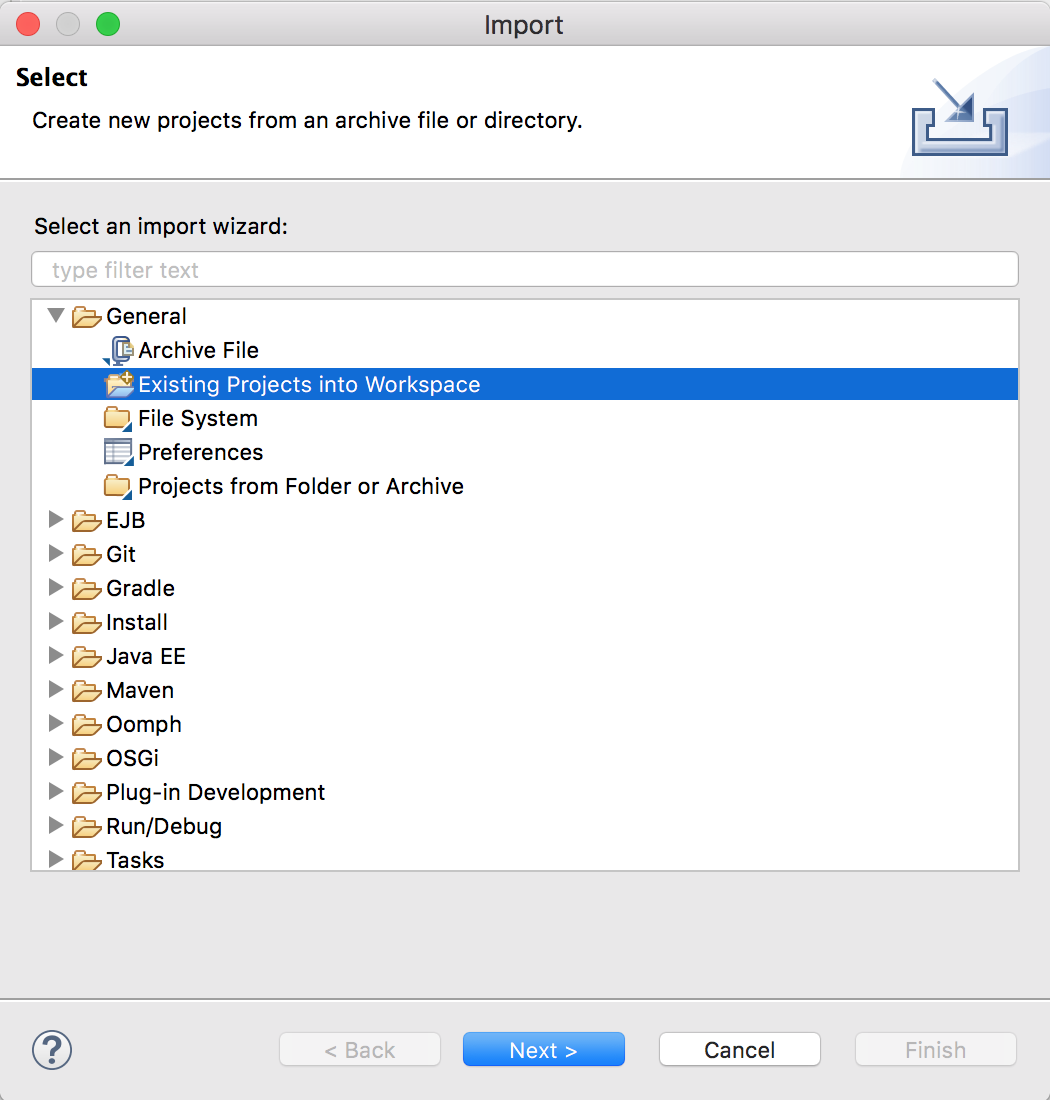 Import
Select
Create new projects from an archive file or directory.
Select an import wizard:
type filter text
General
Archive File
Existing Projects into Workspace
File System
Preferences
Projects from Folder or Archive
EJB
Git
Gradle
Install
Java EE
Maven
Oomph
OSGi
Plug-in Development
Run/Debug
Tasks
? < Back Next > Cancel Finish